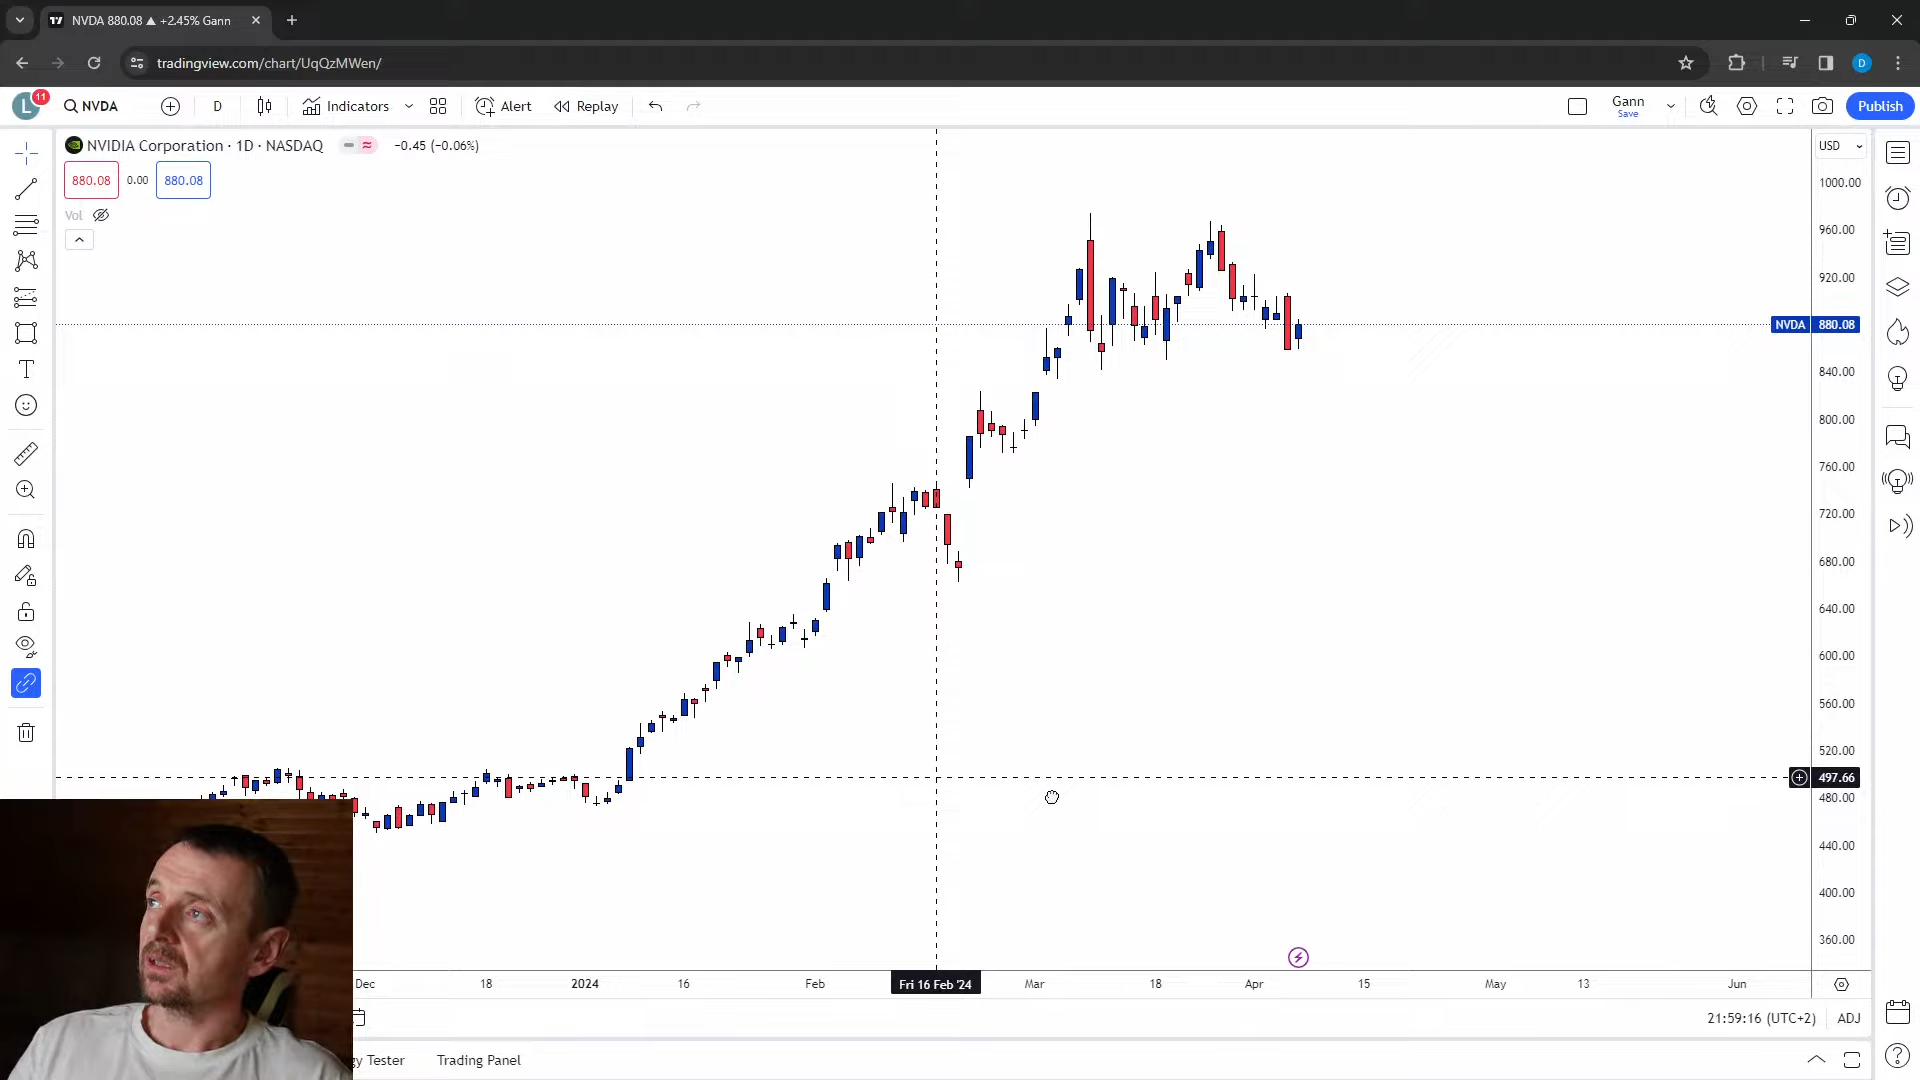 NVDA 880.08 ▲ +2.45% Gann
tradingview.com/chart/UqQzMWen/
D
L
11
NVDA
D
Indicators
Alert
Replay
Gann
Save
Publish
NVIDIA Corporation · 1D · NASDAQ
−0.45 (−0.06%)
USD
880.08
0.00
880.08
Vol
1000.00
960.00
920.00
NVDA
880.08
840.00
800.00
760.00
720.00
680.00
640.00
600.00
560.00
520.00
497.66
480.00
440.00
400.00
360.00
Dec
18
2024
16
Feb
Fri 16 Feb '24
Mar
18
Apr
15
May
13
Jun
21:59:16 (UTC+2)
ADJ
gy Tester
Trading Panel